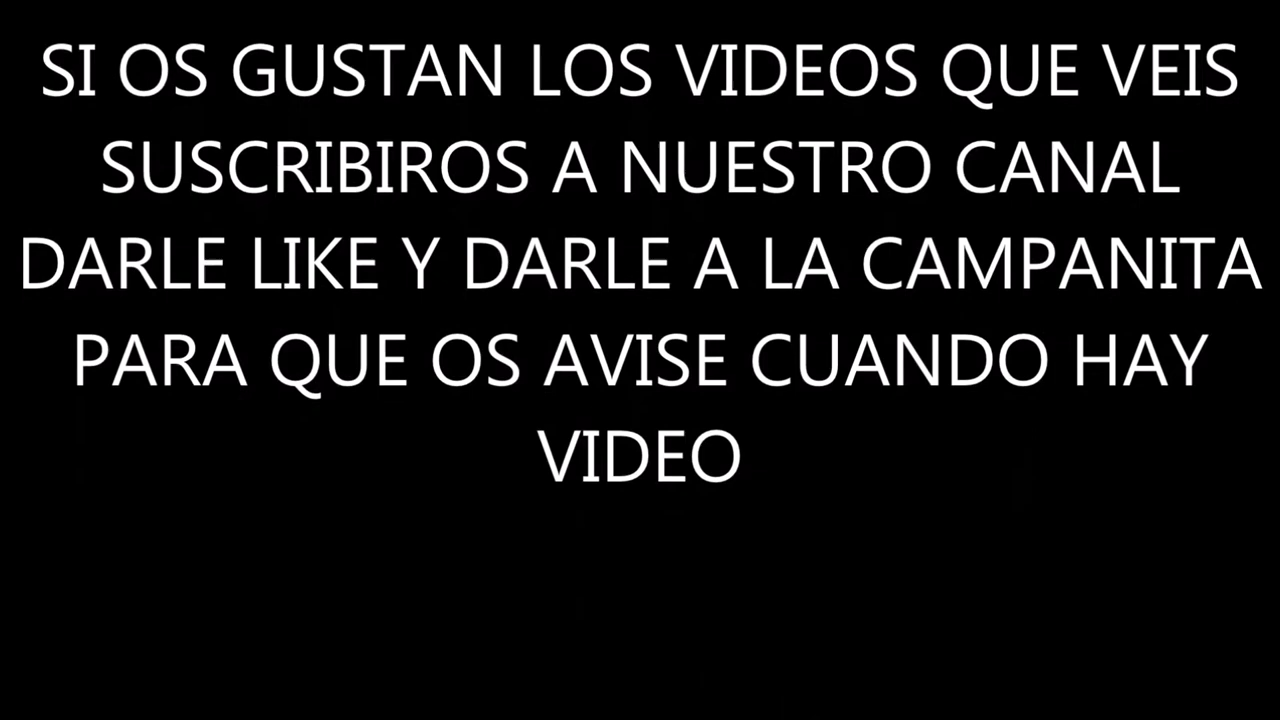 SI OS GUSTAN LOS VIDEOS QUE VEIS
SUSCRIBIROS A NUESTRO CANAL
DARLE LIKE Y DARLE A LA CAMPANITA
PARA QUE OS AVISE CUANDO HAY
VIDEO